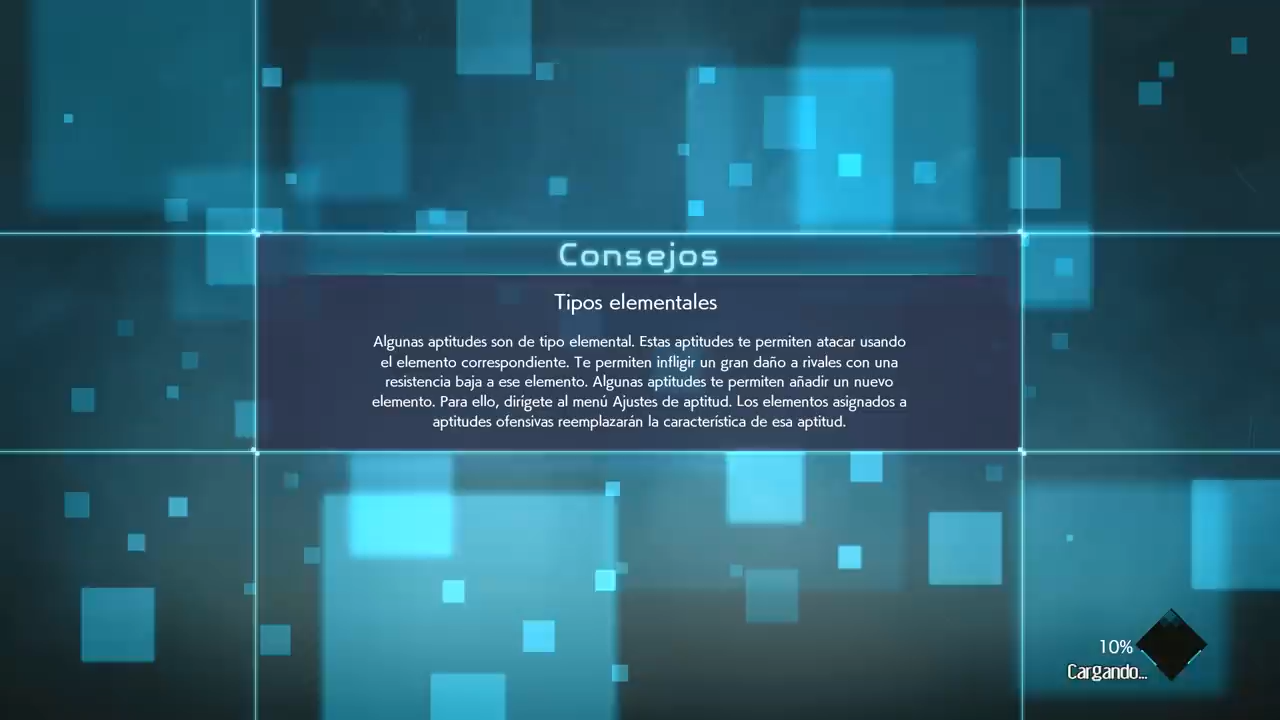 Consejos
Tipos elementales
Algunas aptitudes son de tipo elemental. Estas aptitudes te permiten atacar usando
el elemento correspondiente. Te permiten infligir un gran daño a rivales con una
resistencia baja a ese elemento. Algunas aptitudes te permiten añadir un nuevo
elemento. Para ello, dirígete al menú Ajustes de aptitud. Los elementos asignados a
aptitudes ofensivas reemplazarán la característica de esa aptitud.
10%
Cargando...